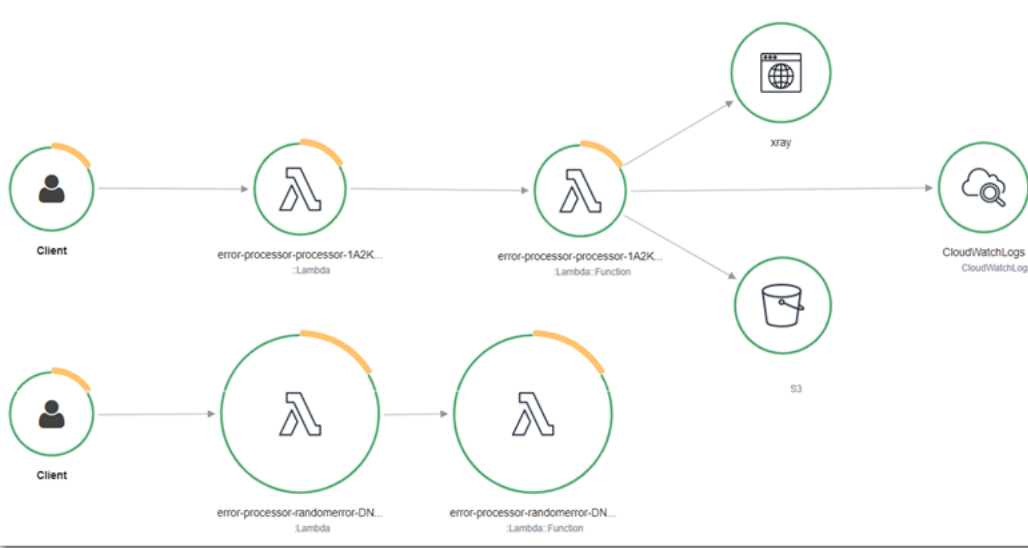 xray
Client
error-processor-processor-1A2K...
::Lambda
error-processor-processor-1A2K...
:Lambda::Function
CloudWatchLogs
CloudWatchLog
S3
Client
error-processor-randomerror-DN...
:Lambda
error-processor-randomerror-DN...
:Lambda::Function